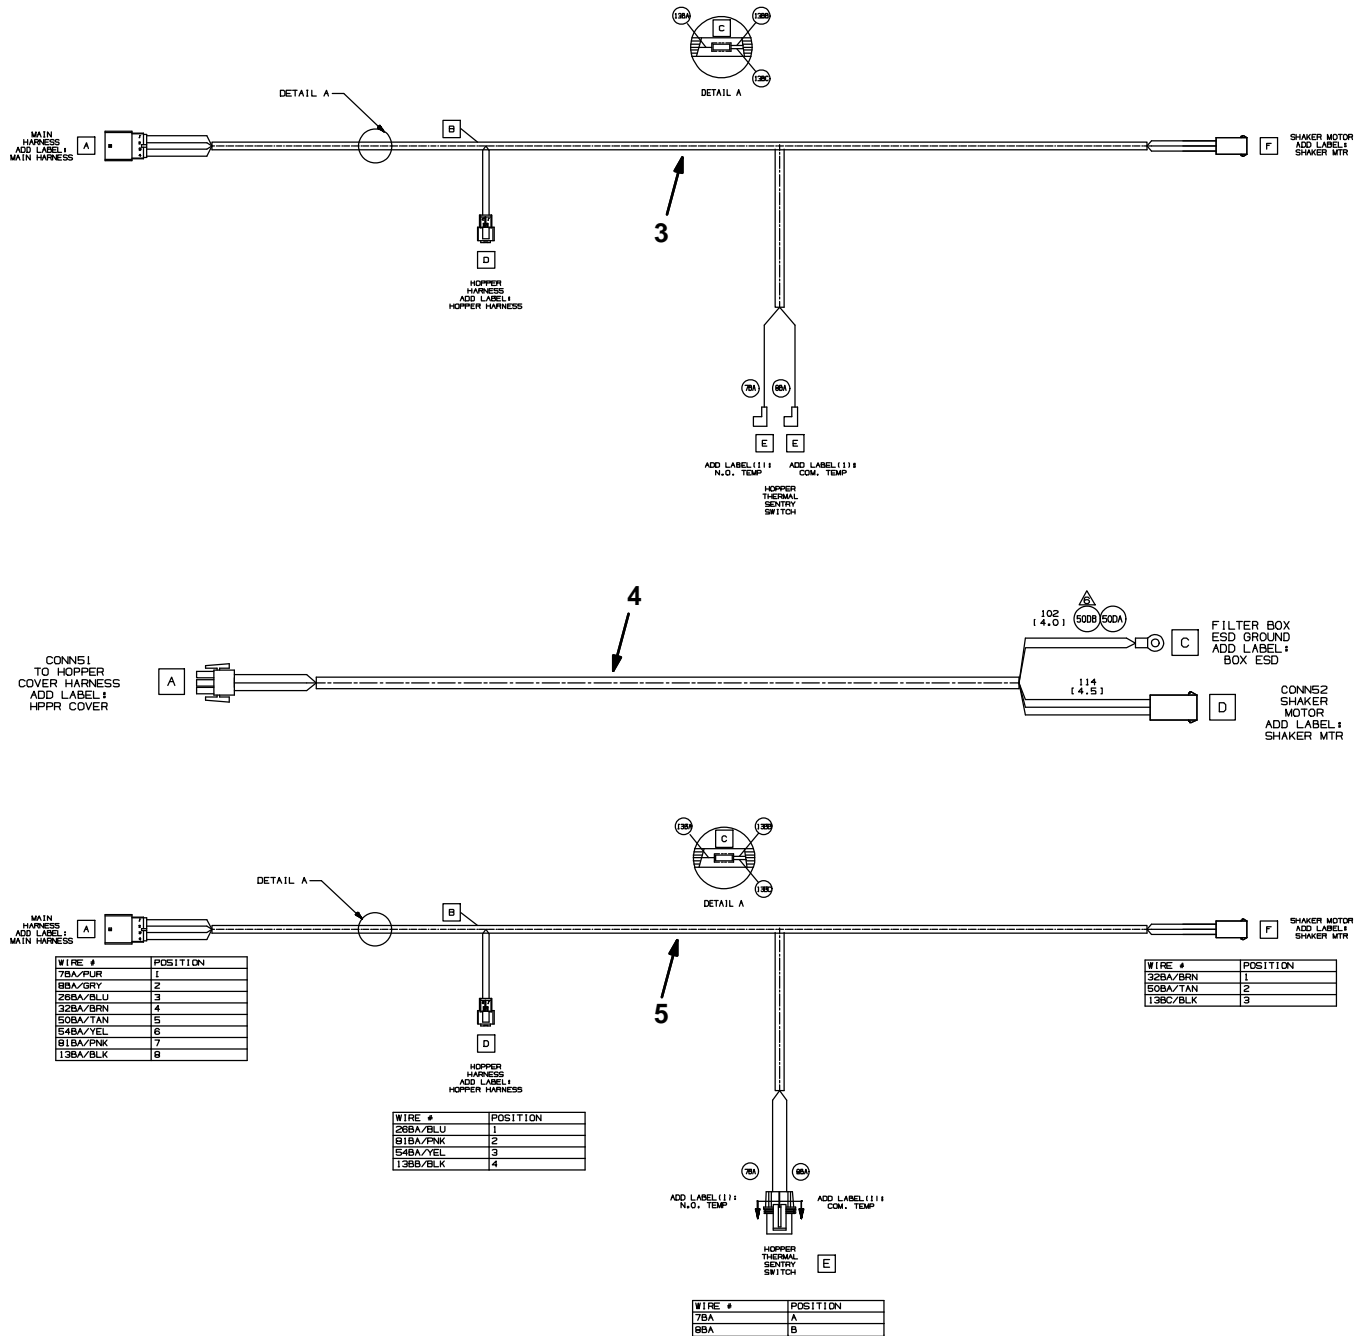 13BA
13BB
C
13BC
DETAIL A
DETAIL A
MAIN
HARNESS
ADD LABEL:
MAIN HARNESS
A
B
SHAKER MOTOR
ADD LABEL:
SHAKER MTR
F
3
D
HOPPER
HARNESS
ADD LABEL:
HOPPER HARNESS
7BA
8BA
E
E
ADD LABEL(1):
N.O. TEMP
ADD LABEL(1):
COM. TEMP
HOPPER
THERMAL
SENTRY
SWITCH
4
102
[4.0]
6
50DB
50DA
C
FILTER BOX
ESD GROUND
ADD LABEL:
BOX ESD
CONN51
TO HOPPER
COVER HARNESS
ADD LABEL:
HPPR COVER
A
114
[4.5]
D
CONN52
SHAKER
MOTOR
ADD LABEL:
SHAKER MTR
13BA
13BB
C
13BC
DETAIL A
DETAIL A
MAIN
HARNESS
ADD LABEL:
MAIN HARNESS
A
B
F
SHAKER MOTOR
ADD LABEL:
SHAKER MTR
WIRE # POSITION
7BA/PUR 1
8BA/GRY 2
26BA/BLU 3
32BA/BRN 4
50BA/TAN 5
54BA/YEL 6
81BA/PNK 7
13BA/BLK 8
WIRE # POSITION
32BA/BRN 1
50BA/TAN 2
13BC/BLK 3
5
D
HOPPER
HARNESS
ADD LABEL:
HOPPER HARNESS
WIRE # POSITION
26BA/BLU 1
81BA/PNK 2
54BA/YEL 3
13BB/BLK 4
7BA
8BA
ADD LABEL(1):
N.O. TEMP
ADD LABEL(1):
COM. TEMP
HOPPER
THERMAL
SENTRY
SWITCH
E
WIRE # POSITION
7BA A
8BA B